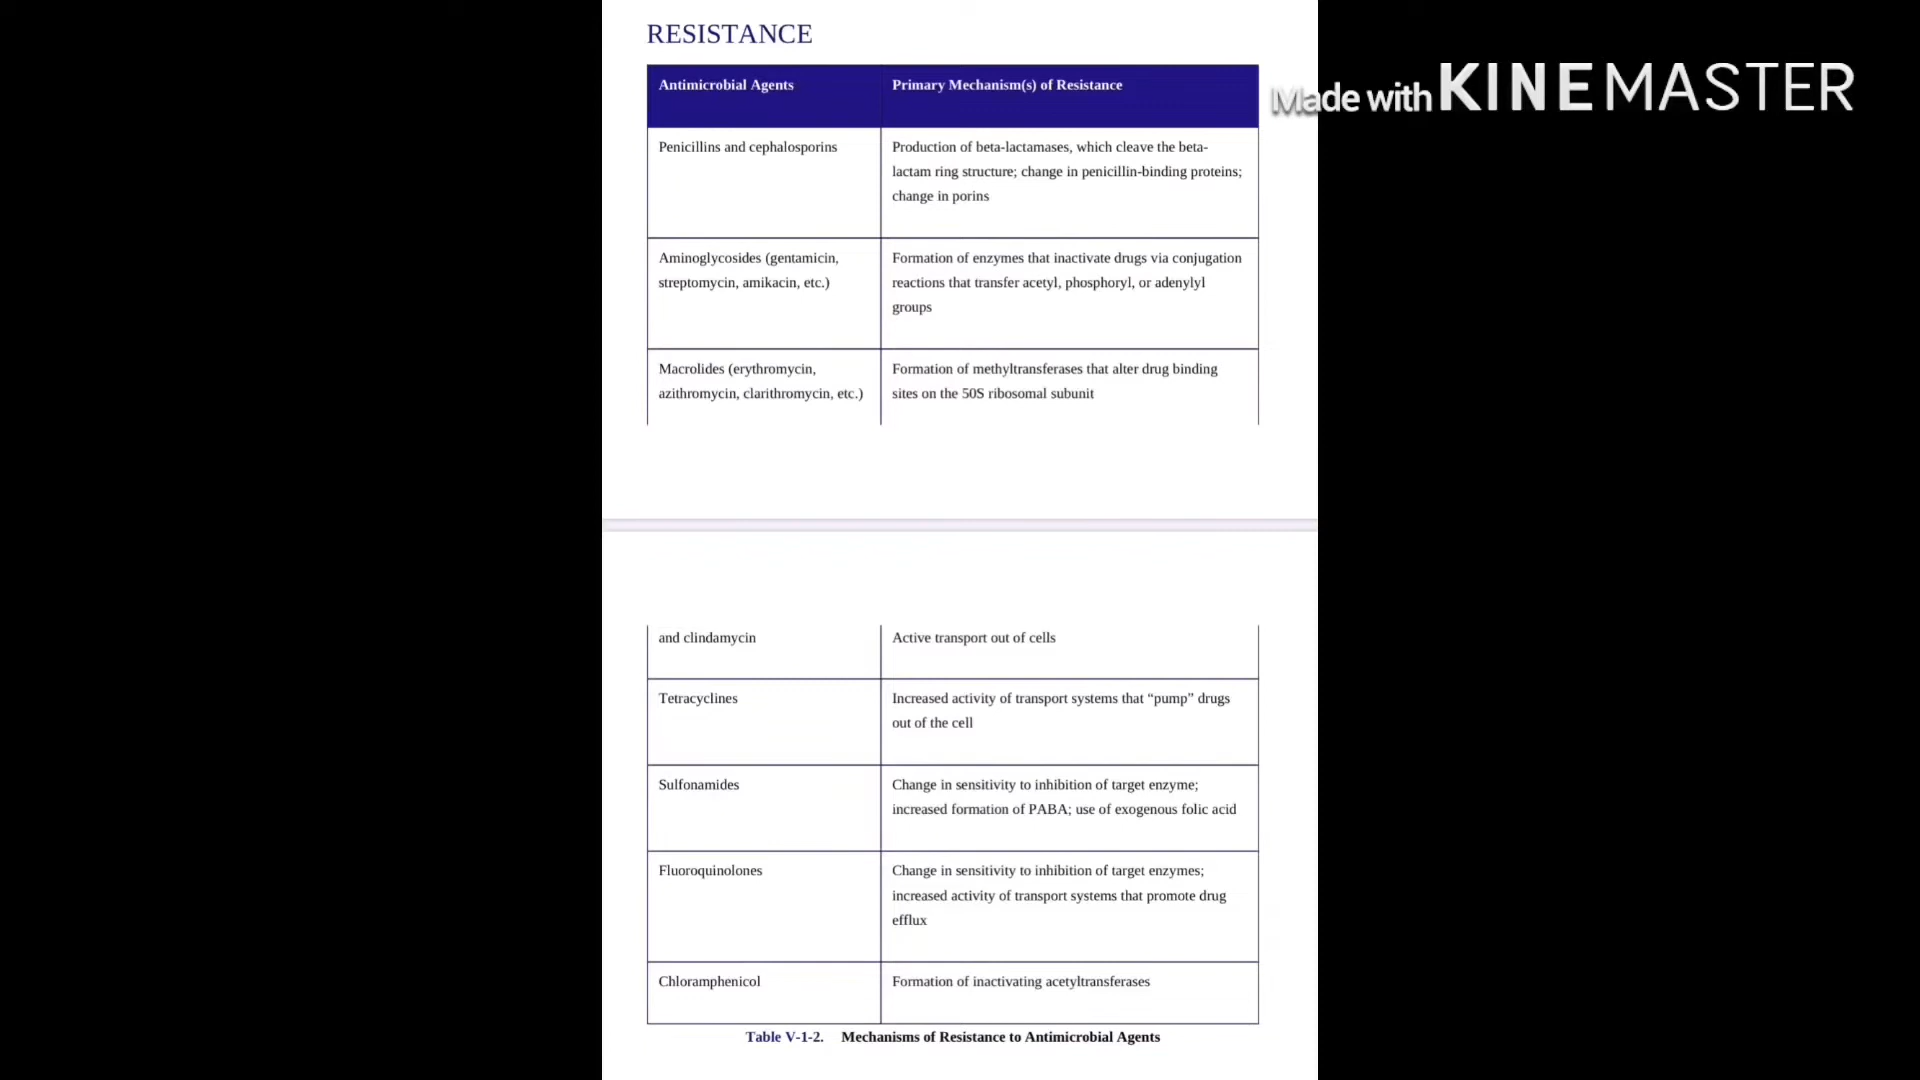 RESISTANCE
Made with KINEMASTER
Antimicrobial Agents
Primary Mechanism(s) of Resistance
Penicillins and cephalosporins
Production of beta-lactamases, which cleave the beta-
lactam ring structure; change in penicillin-binding proteins;
change in porins
Aminoglycosides (gentamicin,
streptomycin, amikacin, etc.)
Formation of enzymes that inactivate drugs via conjugation
reactions that transfer acetyl, phosphoryl, or adenylyl
groups
Macrolides (erythromycin,
azithromycin, clarithromycin, etc.)
Formation of methyltransferases that alter drug binding
sites on the 50S ribosomal subunit
and clindamycin
Active transport out of cells
Tetracyclines
Increased activity of transport systems that “pump” drugs
out of the cell
Sulfonamides
Change in sensitivity to inhibition of target enzyme;
increased formation of PABA; use of exogenous folic acid
Fluoroquinolones
Change in sensitivity to inhibition of target enzymes;
increased activity of transport systems that promote drug
efflux
Chloramphenicol
Formation of inactivating acetyltransferases
Table V-1-2. Mechanisms of Resistance to Antimicrobial Agents